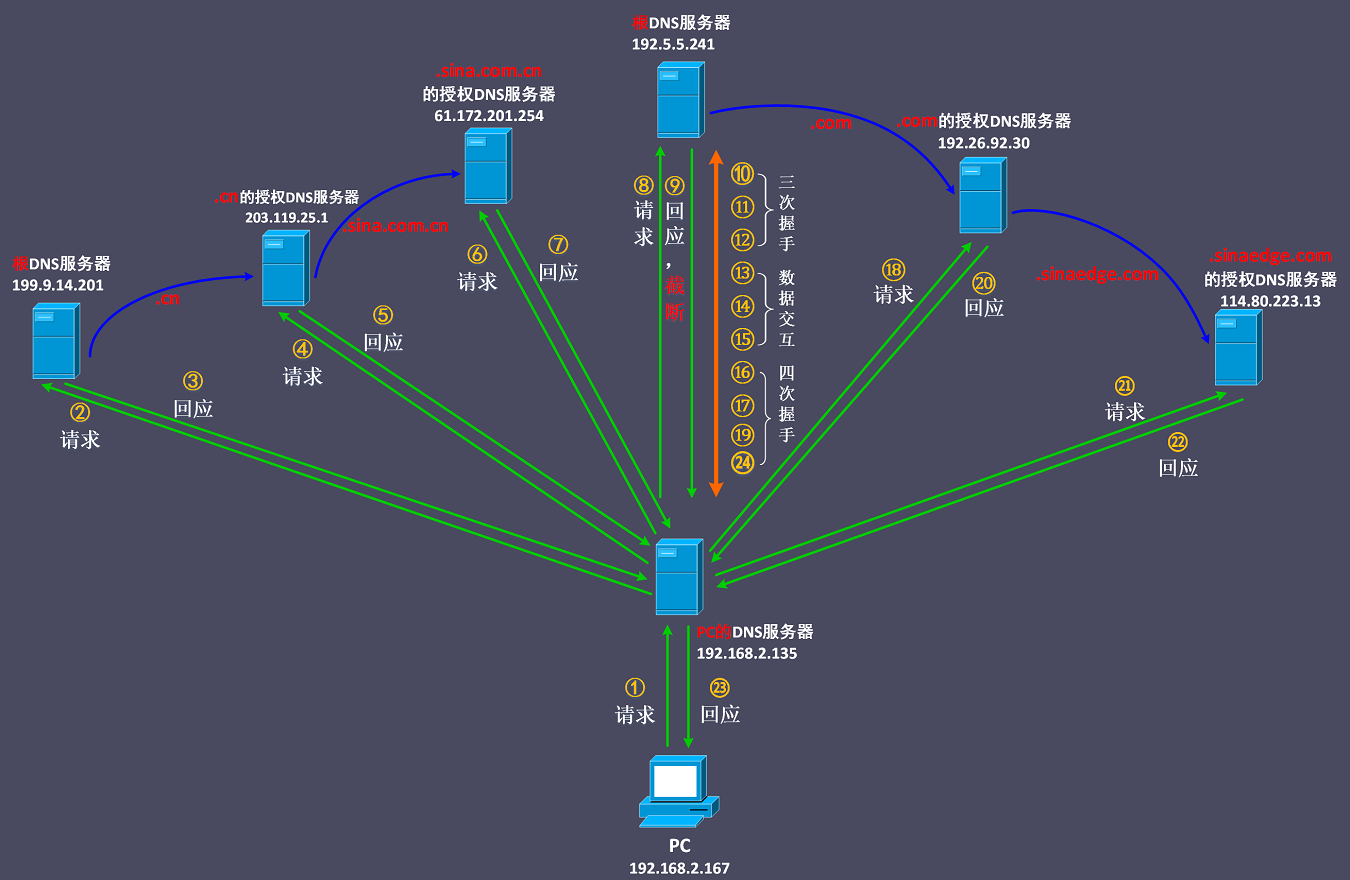 根DNS服务器
192.5.5.241
.sina.com.cn
的授权DNS服务器
61.172.201.254
.com
.com的授权DNS服务器
192.26.92.30
.cn的授权DNS服务器
203.119.25.1
.sina.com.cn
根DNS服务器
199.9.14.201
.cn
.sinaedge.com
.sinaedge.com
的授权DNS服务器
114.80.223.13
②
请求
③
回应
④
请求
⑤
回应
⑥
请求
⑦
回应
⑧
请
求
⑨
回
应
，
截
断
⑩
⑪
⑫
三
次
握
手
⑬
⑭
⑮
数
据
交
互
⑯
⑰
⑲
㉔
四
次
握
手
⑱
请求
⑳
回应
㉑
请求
㉒
回应
PC的DNS服务器
192.168.2.135
①
请求
㉓
回应
PC
192.168.2.167